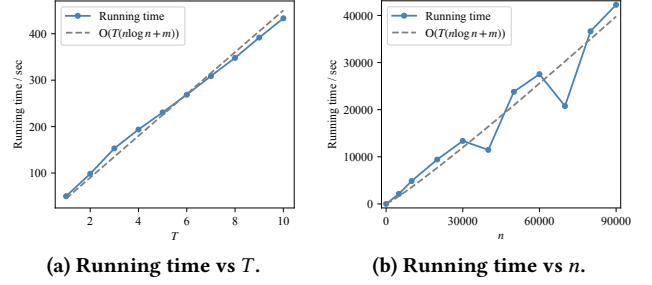 Running time
O(T(n log n + m))
Running time / sec
400
300
200
100
2
4
6
8
10
T
(a) Running time vs T.
Running time
O(T(n log n + m))
Running time / sec
40000
30000
20000
10000
0
0
30000
60000
90000
n
(b) Running time vs n.